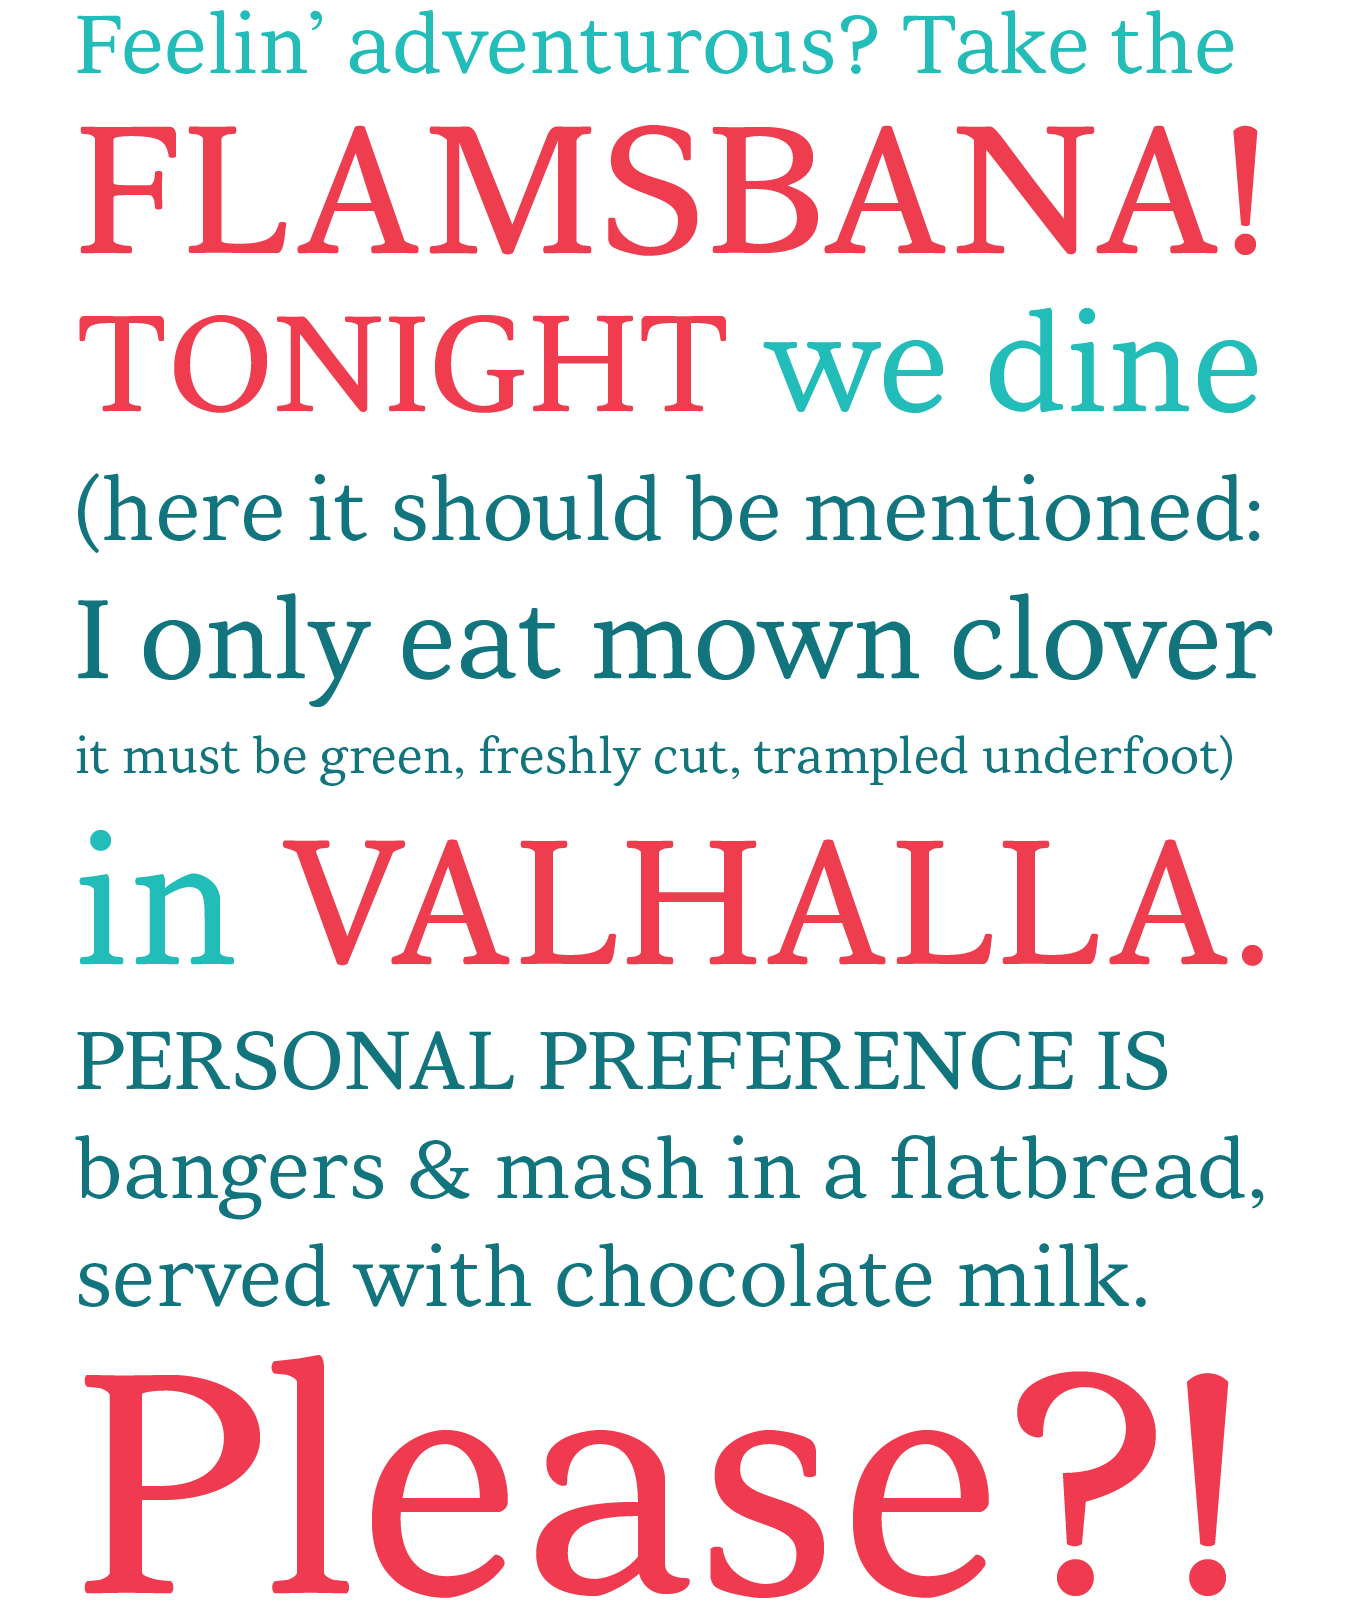 Feelin’ adventurous? Take the
FLAMSBANA!
TONIGHT we dine
(here it should be mentioned:
I only eat mown clover
it must be green, freshly cut, trampled underfoot)
in VALHALLA.
PERSONAL PREFERENCE IS
bangers & mash in a flatbread,
served with chocolate milk.
Please?!